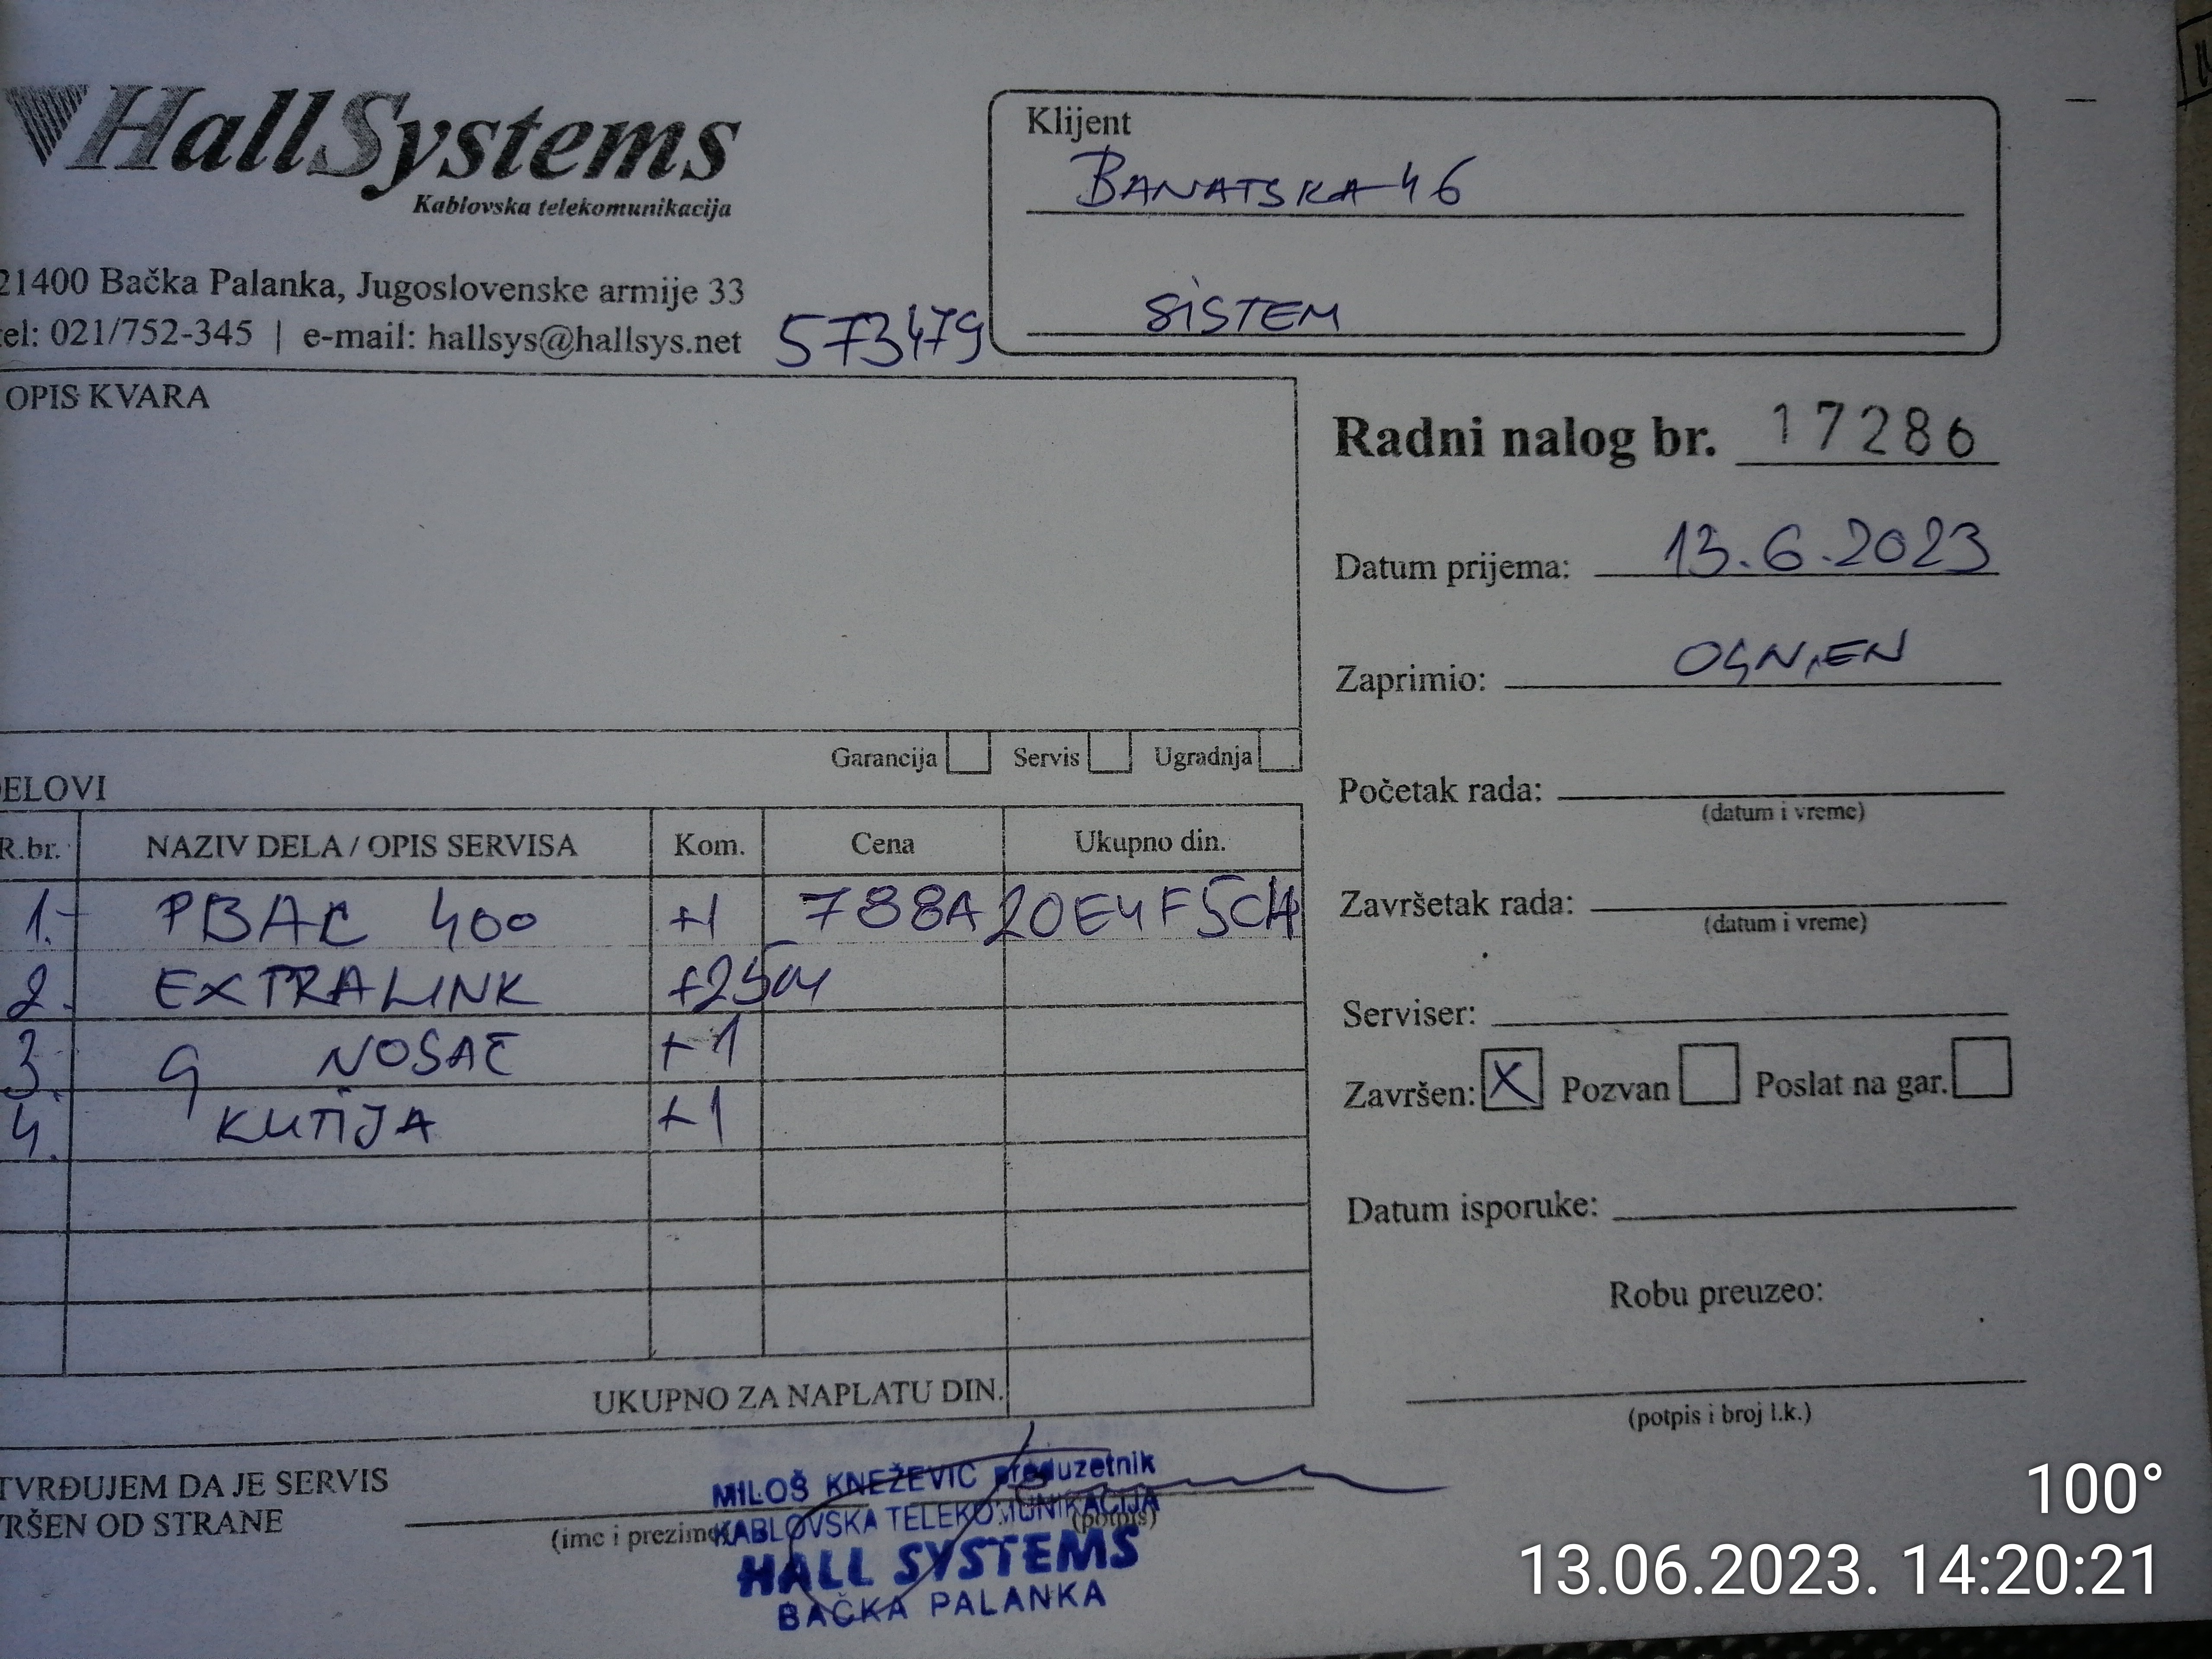 HallSystems
Kablovska telekomunikacija
21400 Bačka Palanka, Jugoslovenske armije 33
tel: 021/752-345 | e-mail: hallsys@hallsys.net
573479
Klijent
BANATSKA 46
SISTEM
OPIS KVARA
Garancija Servis Ugradnja
Radni nalog br. 17286
Datum prijema: 13.6.2023
Zaprimio: OGNJEN
Početak rada:
(datum i vreme)
Završetak rada:
(datum i vreme)
Serviser:
Završen: X Pozvan Poslat na gar.
Datum isporuke:
Robu preuzeo:
(potpis i broj l.k.)
DELOVI
R.br. NAZIV DELA / OPIS SERVISA Kom. Cena Ukupno din.
1. PBAC 400 +1 788A20E4F5C4
2. EXTRALINK +25m
3. G NOSAČ +1
4. KUTIJA +1
UKUPNO ZA NAPLATU DIN.
TVRĐUJEM DA JE SERVIS
VRŠEN OD STRANE
(ime i prezime)
(potpis)
MILOŠ KNEŽEVIĆ preduzetnik
KABLOVSKA TELEKOMUNIKACIJA
HALL SYSTEMS
BAČKA PALANKA
100°
13.06.2023. 14:20:21